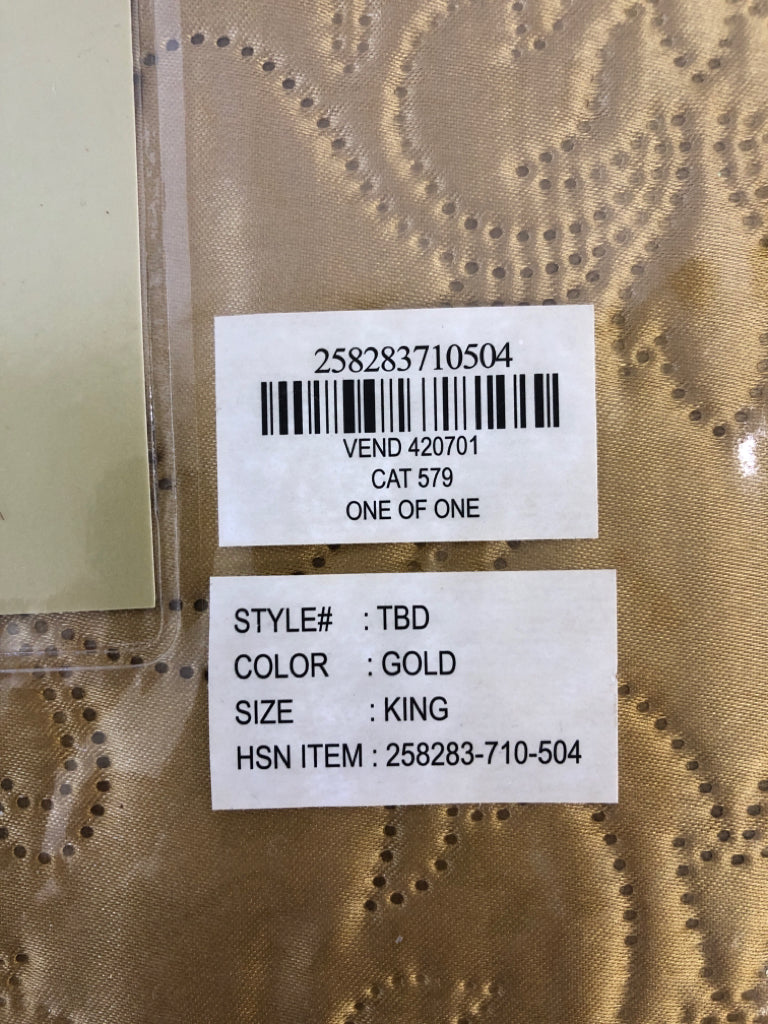 258283710504
VEND 420701
CAT 579
ONE OF ONE
STYLE# : TBD
COLOR : GOLD
SIZE : KING
HSN ITEM : 258283-710-504